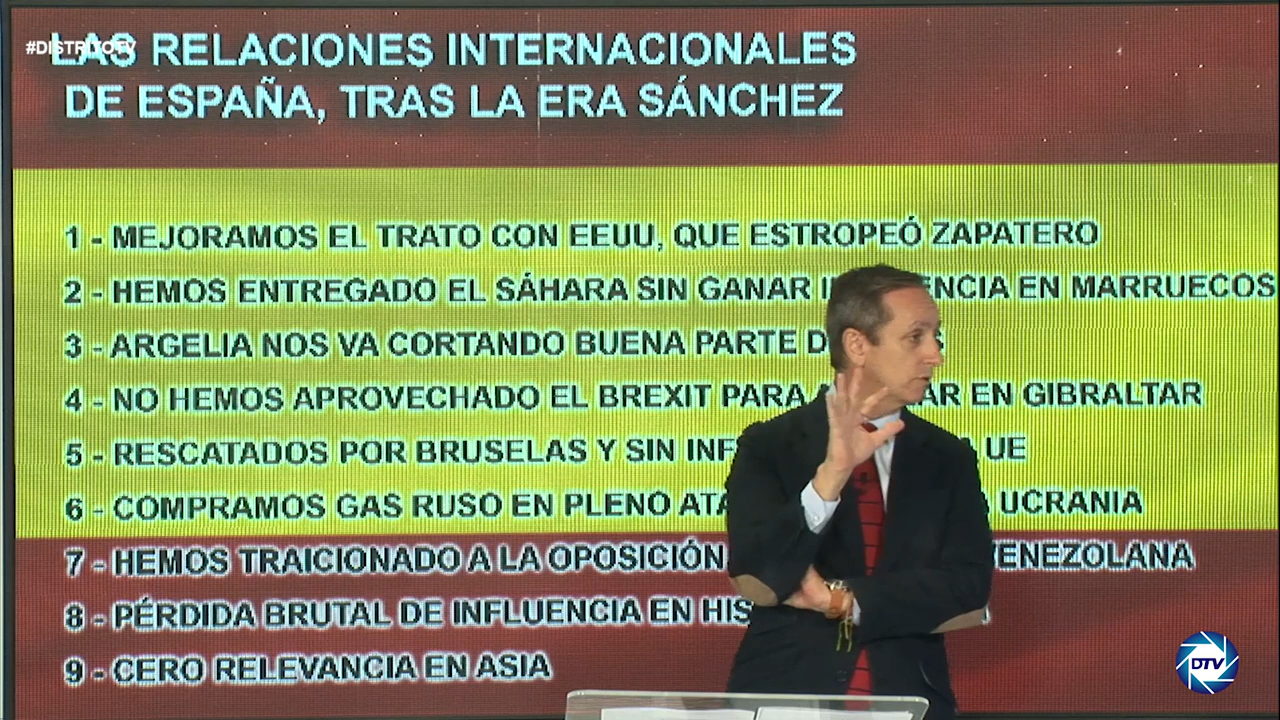 #DISTRITOTV
LAS RELACIONES INTERNACIONALES
DE ESPAÑA, TRAS LA ERA SÁNCHEZ
1 - MEJORAMOS EL TRATO CON EEUU, QUE ESTROPEÓ ZAPATERO
2 - HEMOS ENTREGADO EL SÁHARA SIN GANAR EN MARRUECOS
3 - ARGELIA NOS VA CORTANDO BUENA PARTE
4 - NO HEMOS APROVECHADO EL BREXIT PARA EN GIBRALTAR
5 - RESCATADOS POR BRUSELAS Y SIN UE
6 - COMPRAMOS GAS RUSO EN PLENO UCRANIA
7 - HEMOS TRAICIONADO A LA OPOSICIÓN VENEZOLANA
8 - PÉRDIDA BRUTAL DE INFLUENCIA EN
9 - CERO RELEVANCIA EN ASIA
DTV